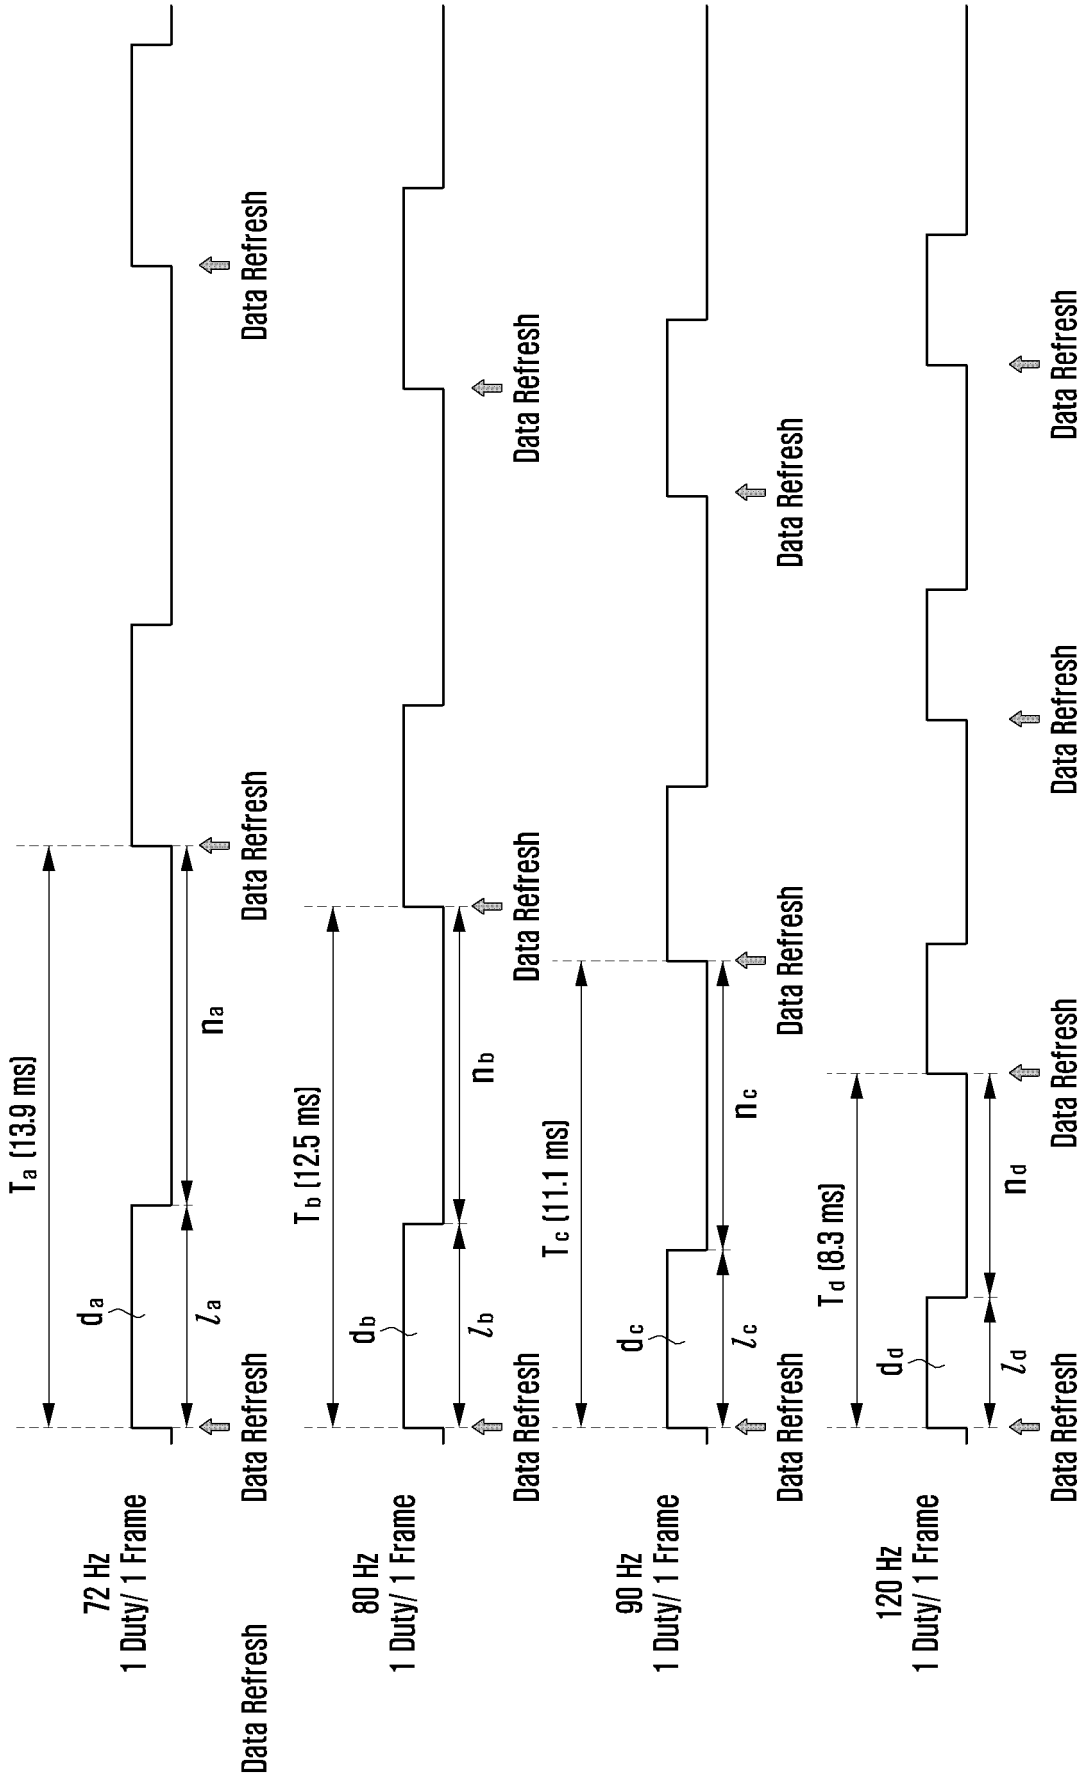 72 Hz
1 Duty/ 1 Frame
Ta (13.9 ms)
da
la
na
Data Refresh
Data Refresh
Data Refresh
Data Refresh
80 Hz
1 Duty/ 1 Frame
Tb (12.5 ms)
db
lb
nb
Data Refresh
Data Refresh
Data Refresh
90 Hz
1 Duty/ 1 Frame
Tc (11.1 ms)
dc
lc
nc
Data Refresh
Data Refresh
Data Refresh
120 Hz
1 Duty/ 1 Frame
Td (8.3 ms)
dd
ld
nd
Data Refresh
Data Refresh
Data Refresh
Data Refresh